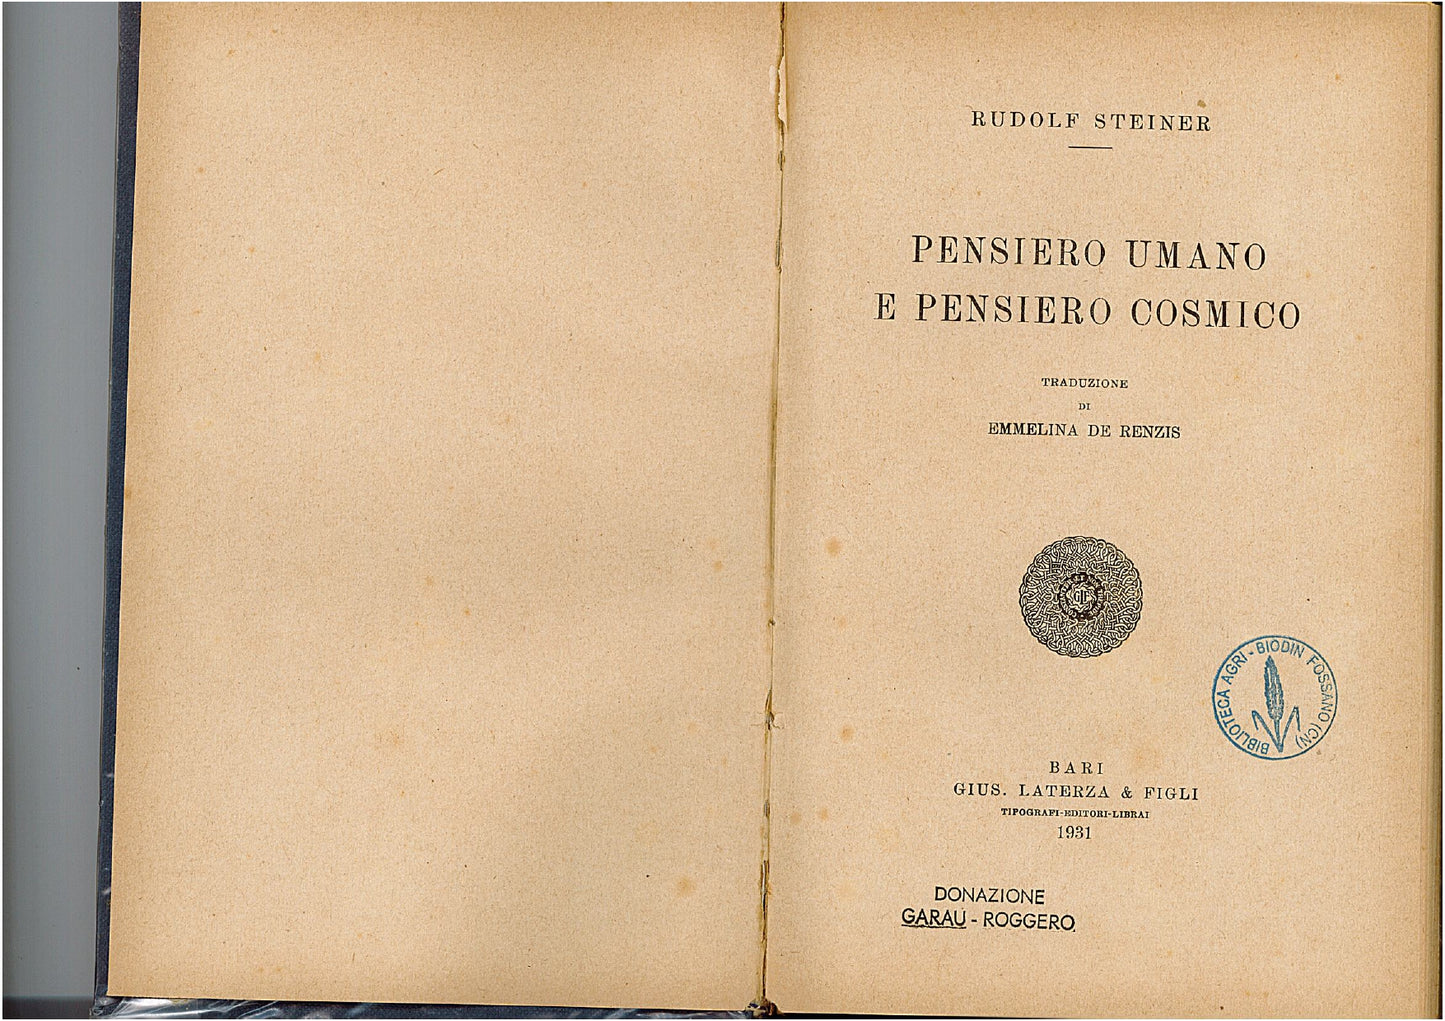 RUDOLF STEINER
PENSIERO UMANO
E PENSIERO COSMICO
TRADUZIONE
DI
EMMELINA DE RENZIS
GLF
BIBLIOTECA AGRI-BIODIN FOSSANO (CN)
BARI
GIUS. LATERZA & FIGLI
TIPOGRAFI-EDITORI-LIBRAI
1931
DONAZIONE
GARAU - ROGGERO